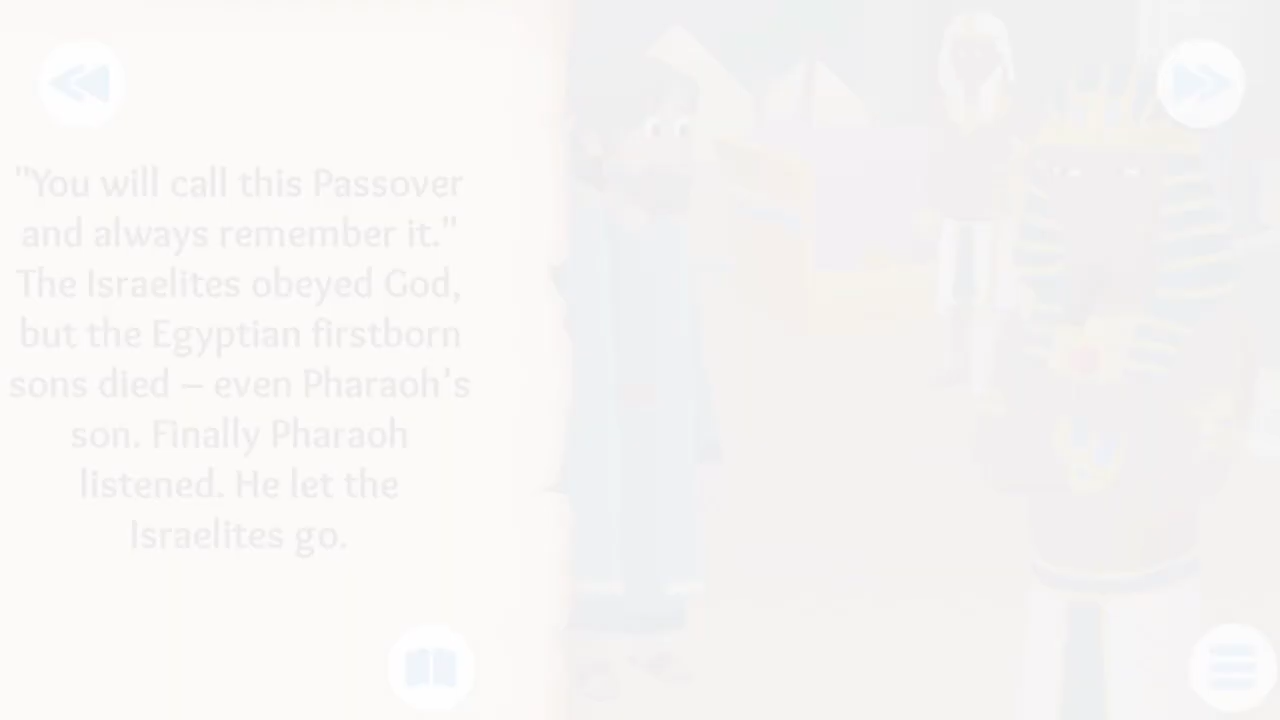 "You will call this Passover
and always remember it."
The Israelites obeyed God,
but the Egyptian firstborn
sons died – even Pharaoh's
son. Finally Pharaoh
listened. He let the
Israelites go.